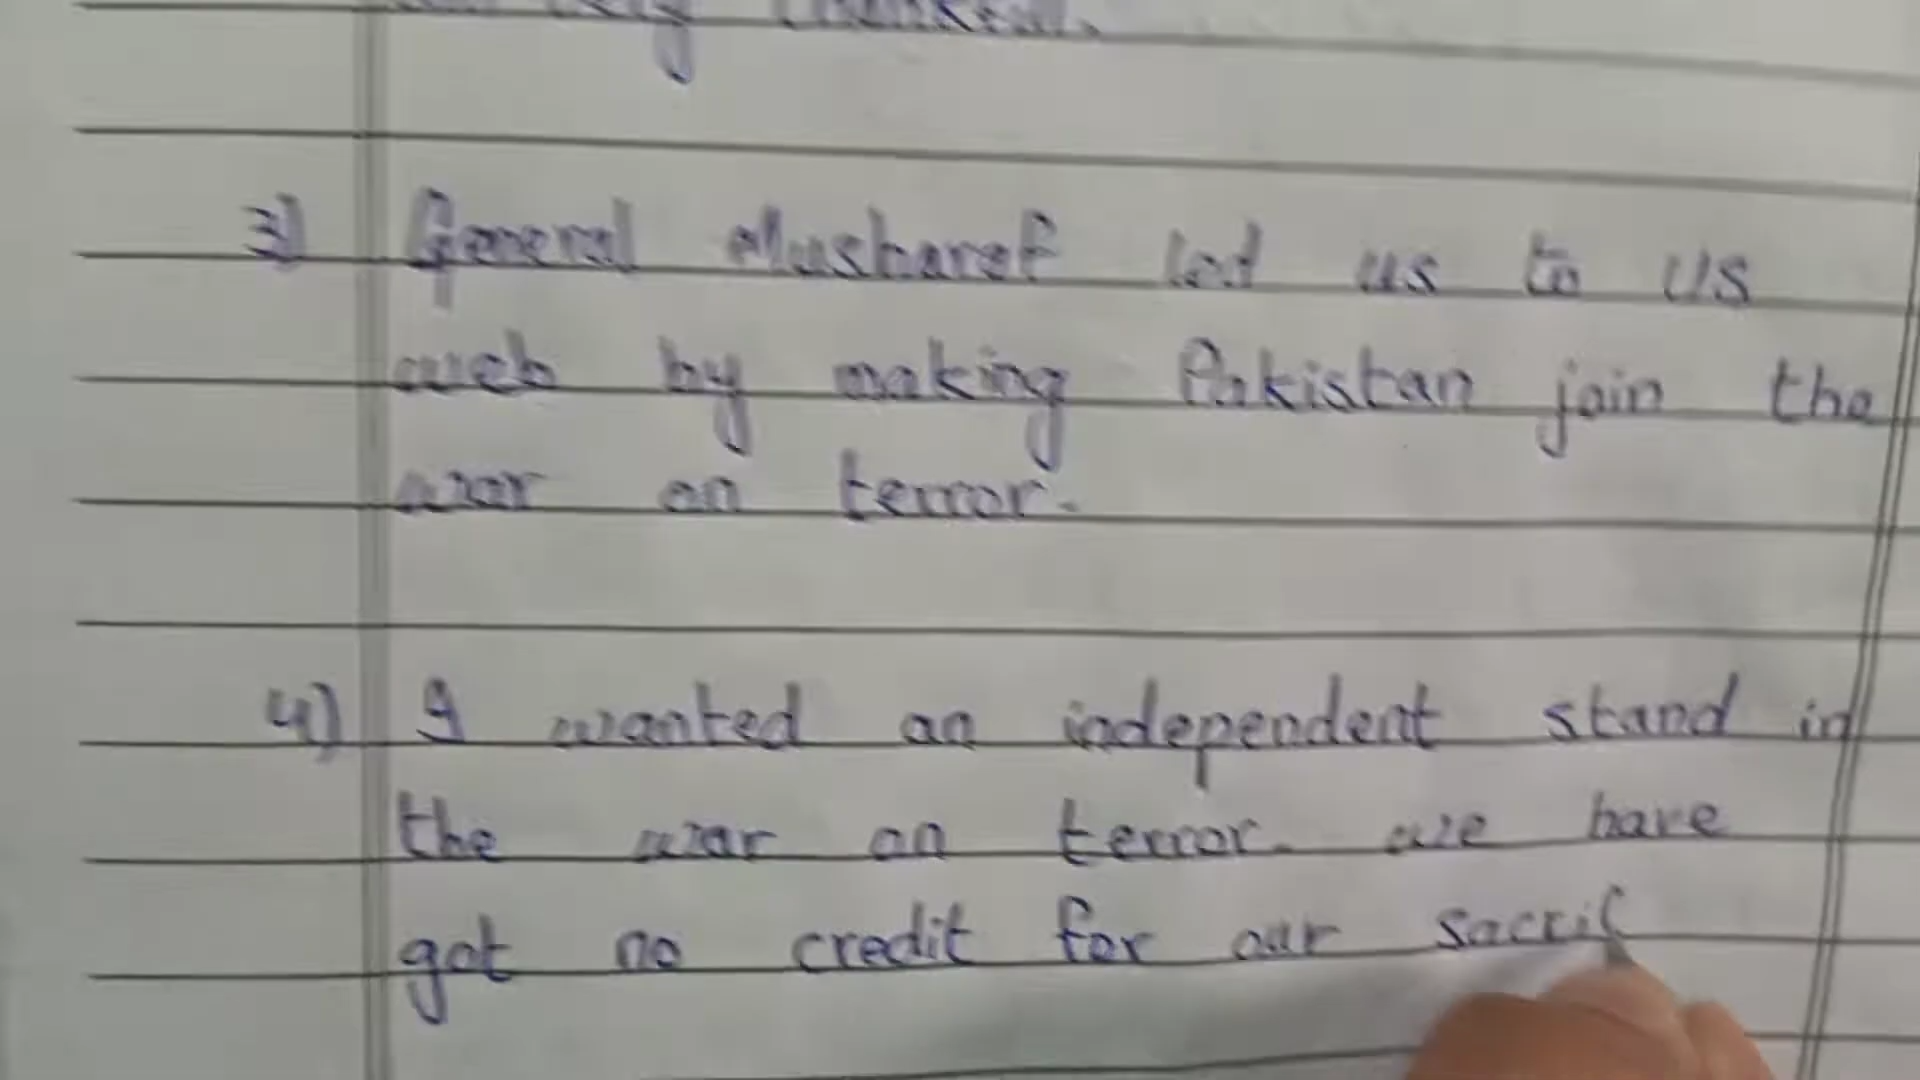 thankful.
3) General Musharaf led us to US
web by making Pakistan join the
war on terror.
4) I wanted an independent stand in
the war on terror. we have
got no credit for our sacrif